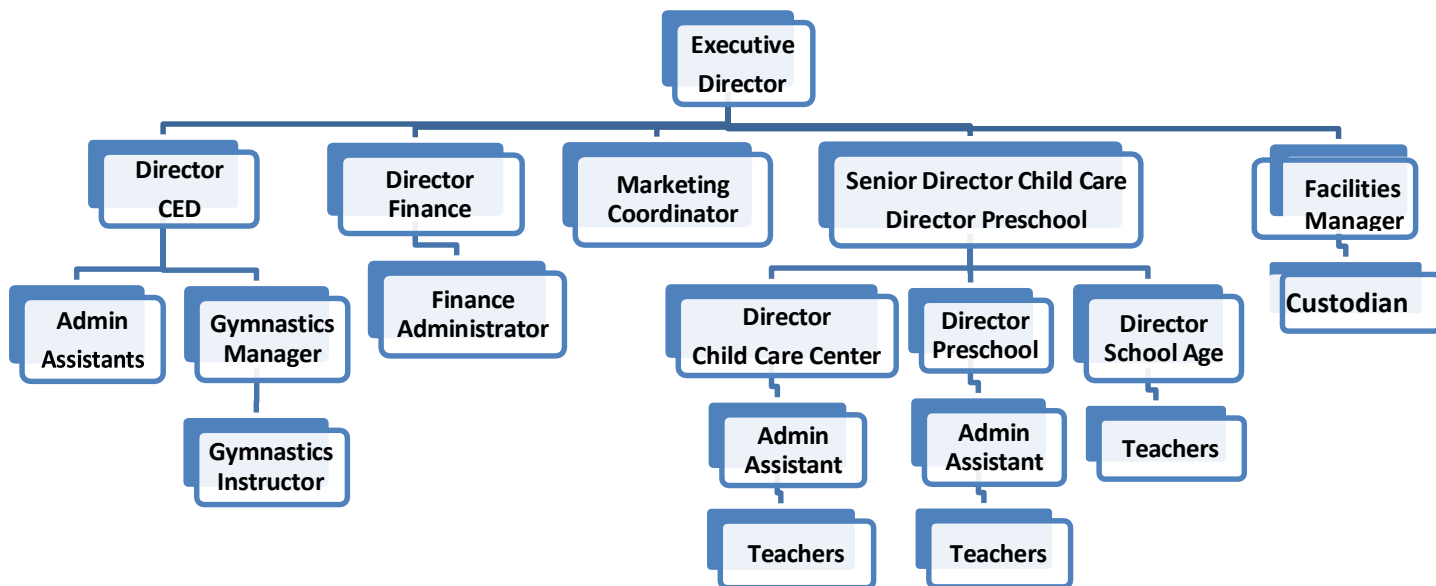 Executive
Director
Director
CED
Director
Finance
Marketing
Coordinator
Senior Director Child Care
Director Preschool
Facilities
Manager
Admin
Assistants
Gymnastics
Manager
Finance
Administrator
Director
Child Care Center
Director
Preschool
Director
School Age
Custodian
Gymnastics
Instructor
Admin
Assistant
Admin
Assistant
Teachers
Teachers
Teachers